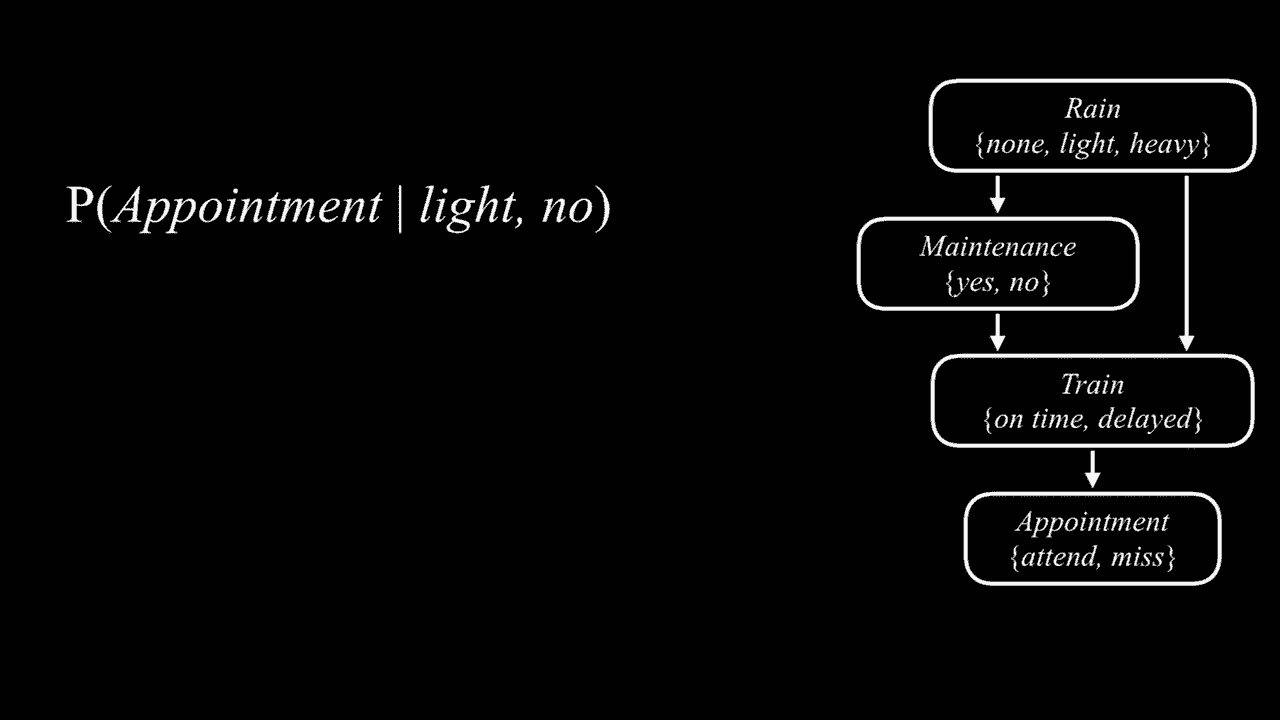 P(Appointment | light, no)
Rain
{none, light, heavy}
Maintenance
{yes, no}
Train
{on time, delayed}
Appointment
{attend, miss}